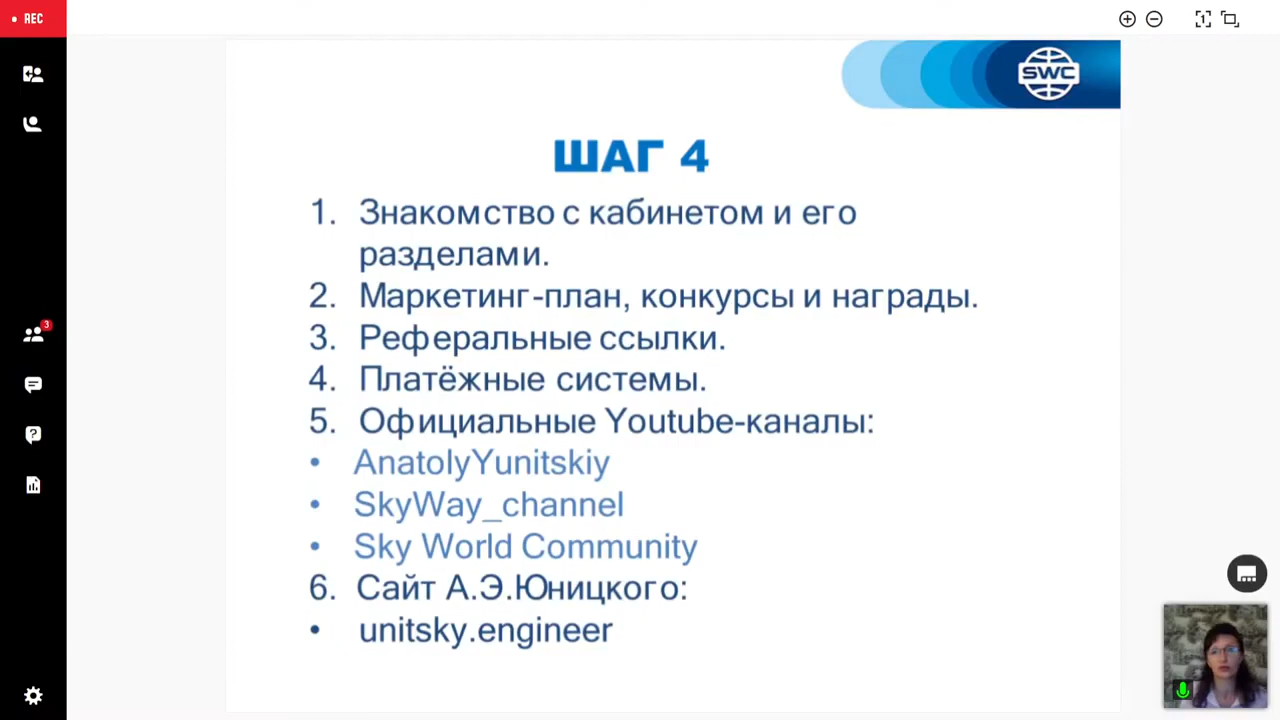 REC
SWC
ШАГ 4
1. Знакомство с кабинетом и его
разделами.
2. Маркетинг-план, конкурсы и награды.
3. Реферальные ссылки.
4. Платёжные системы.
5. Официальные Youtube-каналы:
• AnatolyYunitskiy
• SkyWay_channel
• Sky World Community
6. Сайт А.Э.Юницкого:
• unitsky.engineer
3